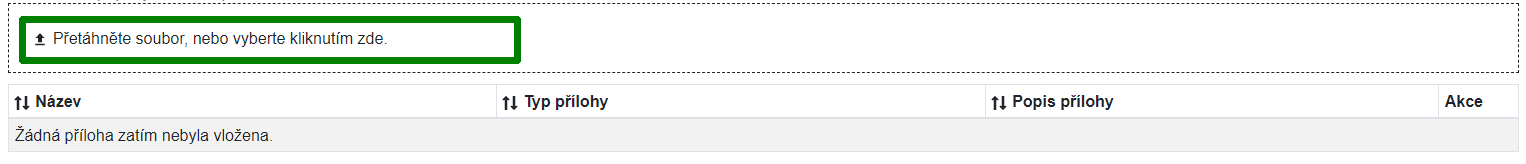 Přetáhněte soubor, nebo vyberte kliknutím zde.
Název Typ přílohy Popis přílohy Akce
Žádná příloha zatím nebyla vložena.